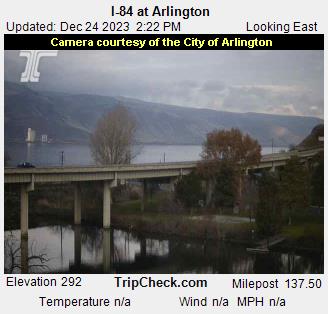 I-84 at Arlington
Updated: Dec 24 2023 2:22 PM Looking East
Camera courtesy of the City of Arlington
Elevation 292 TripCheck.com Milepost 137.50
Temperature n/a Wind n/a MPH n/a